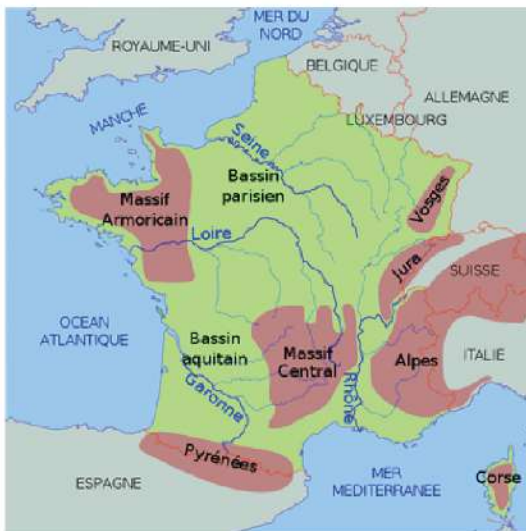 MER DU
NORD
ROYAUME-UNI
BELGIQUE
ALLEMAGNE
LUXEMBOURG
MANCHE
Seine
Bassin
parisien
Vosges
Massif
Armoricain
Loire
Jura
SUISSE
OCEAN
ATLANTIQUE
Bassin
aquitain
Massif
Central
Alpes
ITALIE
Garonne
Rhône
Pyrénées
ESPAGNE
MER
MEDITERRANEE
Corse